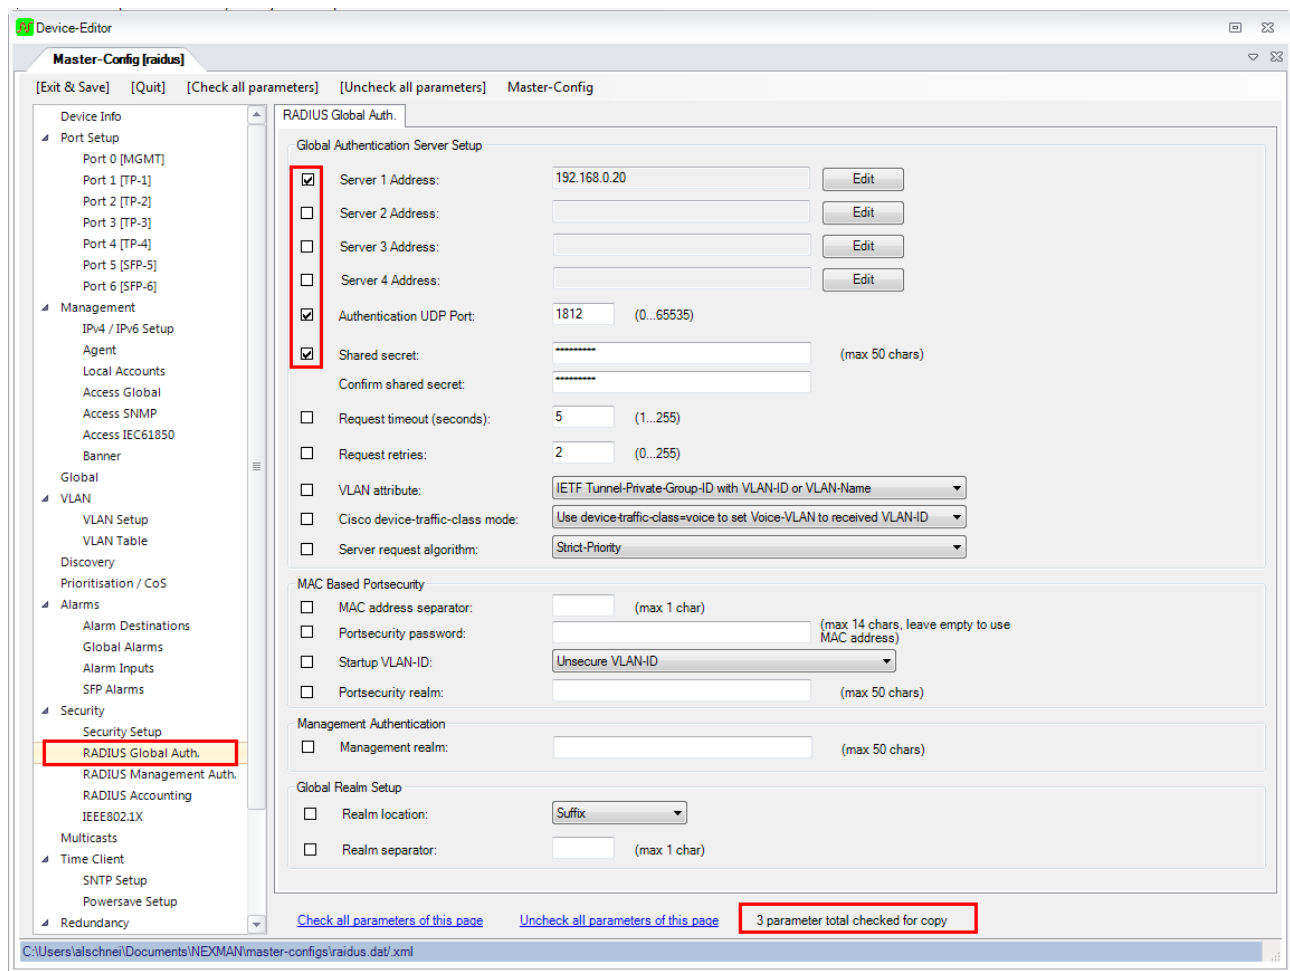 Device-Editor
Master-Config [raidus]
[Exit & Save] [Quit] [Check all parameters] [Uncheck all parameters] Master-Config
Device Info
Port Setup
Port 0 [MGMT]
Port 1 [TP-1]
Port 2 [TP-2]
Port 3 [TP-3]
Port 4 [TP-4]
Port 5 [SFP-5]
Port 6 [SFP-6]
Management
IPv4 / IPv6 Setup
Agent
Local Accounts
Access Global
Access SNMP
Access IEC61850
Banner
Global
VLAN
VLAN Setup
VLAN Table
Discovery
Prioritisation / CoS
Alarms
Alarm Destinations
Global Alarms
Alarm Inputs
SFP Alarms
Security
Security Setup
RADIUS Global Auth.
RADIUS Management Auth.
RADIUS Accounting
IEEE802.1X
Multicasts
Time Client
SNTP Setup
Powersave Setup
Redundancy
RADIUS Global Auth.
Global Authentication Server Setup
Server 1 Address: 192.168.0.20 Edit
Server 2 Address: Edit
Server 3 Address: Edit
Server 4 Address: Edit
Authentication UDP Port: 1812 (0...65535)
Shared secret: ********* (max 50 chars)
Confirm shared secret: *********
Request timeout (seconds): 5 (1...255)
Request retries: 2 (0...255)
VLAN attribute: IETF Tunnel-Private-Group-ID with VLAN-ID or VLAN-Name
Cisco device-traffic-class mode: Use device-traffic-class=voice to set Voice-VLAN to received VLAN-ID
Server request algorithm: Strict-Priority
MAC Based Portsecurity
MAC address separator: (max 1 char)
Portsecurity password: (max 14 chars, leave empty to use
MAC address)
Startup VLAN-ID: Unsecure VLAN-ID
Portsecurity realm: (max 50 chars)
Management Authentication
Management realm: (max 50 chars)
Global Realm Setup
Realm location: Suffix
Realm separator: (max 1 char)
Check all parameters of this page Uncheck all parameters of this page 3 parameter total checked for copy
C:\Users\alschnei\Documents\NEXMAN\master-configs\raidus.dat/.xml